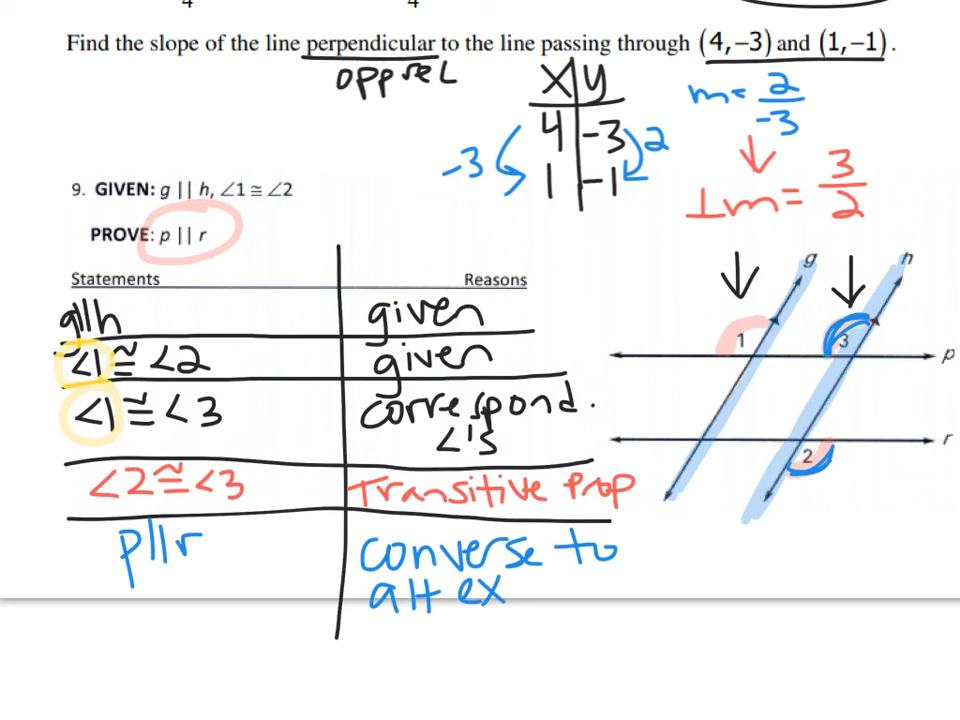 4 4
Find the slope of the line perpendicular to the line passing through (4,−3) and (1,−1).
opp rel
x y
4 -3
1 -1
-3
2
m= 2/-3
⊥m= 3/2
9. GIVEN: g || h, ∠1 ≅ ∠2
PROVE: p || r
Statements Reasons
g||h given
∠1 ≅ ∠2 given
∠1 ≅ ∠3 correspond.
∠'s
∠2 ≅ ∠3 Transitive Prop
p||r converse to
alt ex
g h
1 3
p
r
2